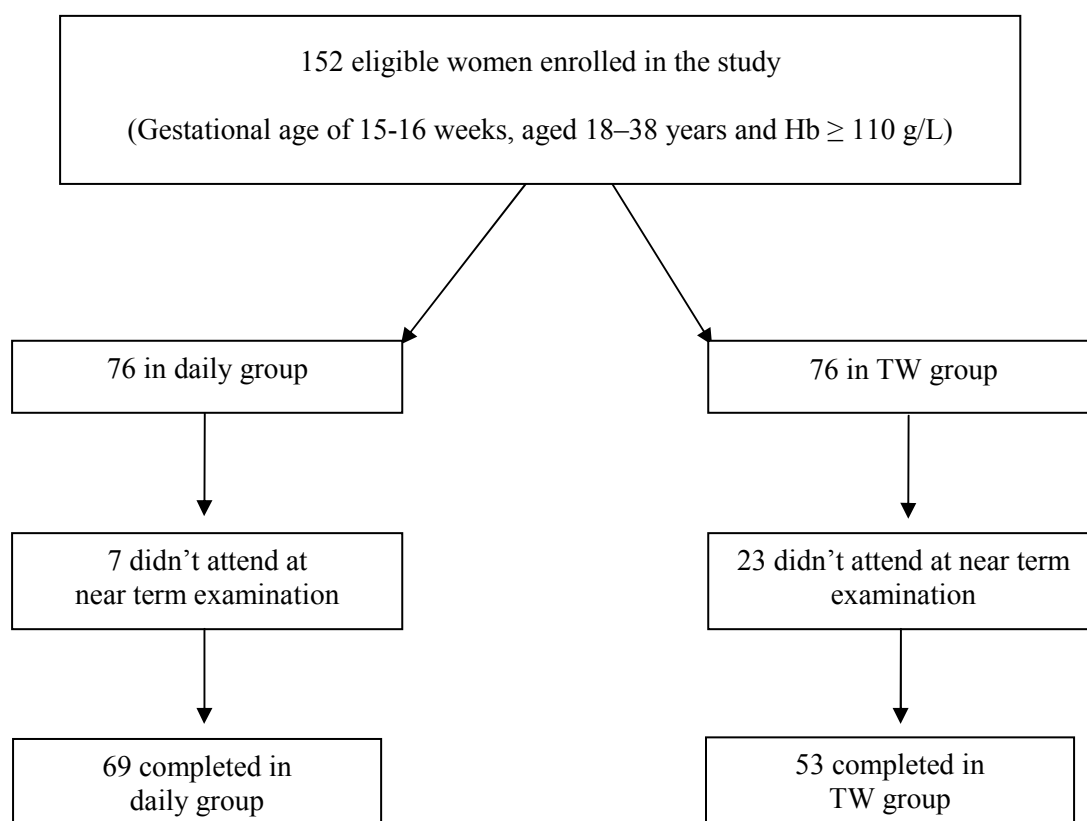 152 eligible women enrolled in the study
(Gestational age of 15-16 weeks, aged 18–38 years and Hb ≥ 110 g/L)
76 in daily group
76 in TW group
7 didn’t attend at
near term examination
23 didn’t attend at near term
examination
69 completed in
daily group
53 completed in
TW group